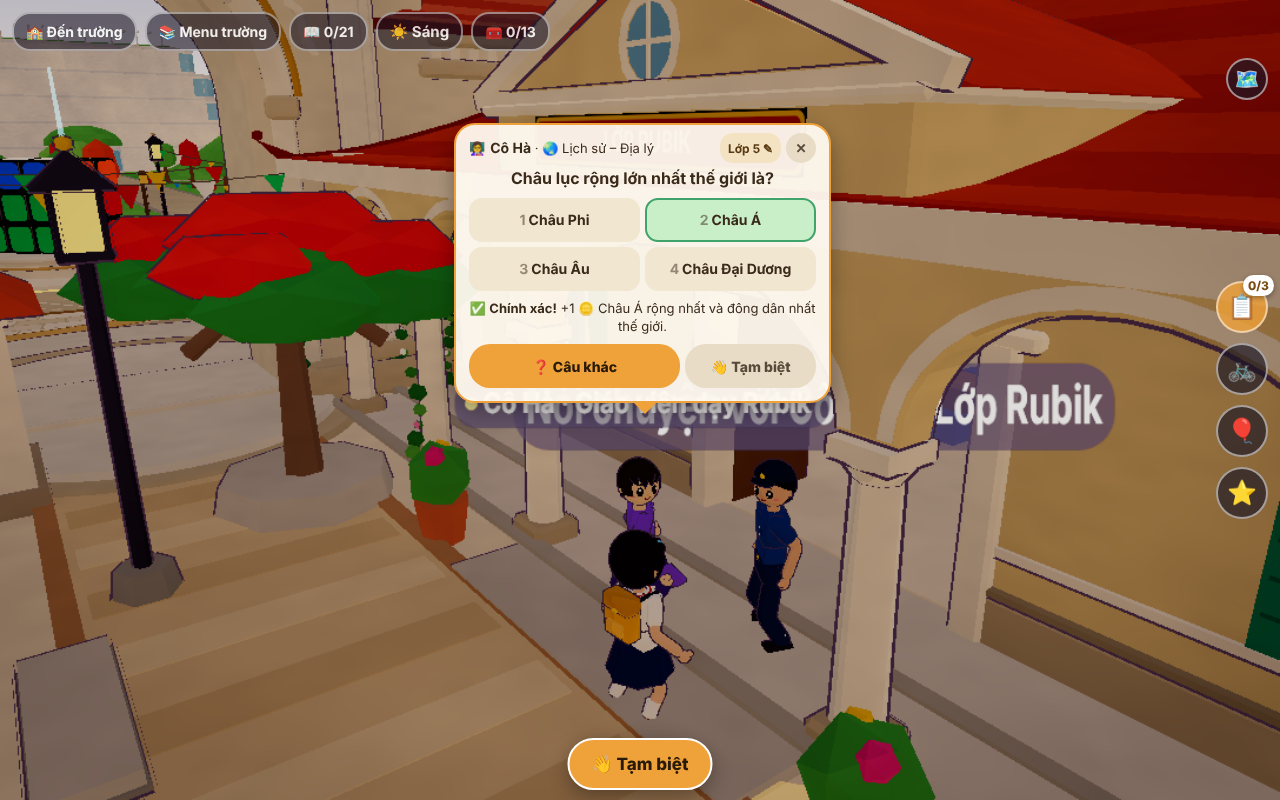 Đến trường
Menu trường
0/21
Sáng
0/13
LỚP RUBIK
Cô Hà · Lịch sử – Địa lý
Lớp 5 ✎
✕
Châu lục rộng lớn nhất thế giới là?
1 Châu Phi
2 Châu Á
3 Châu Âu
4 Châu Đại Dương
✅ Chính xác! +1 🪙 Châu Á rộng nhất và đông dân nhất
thế giới.
❓ Câu khác
👋 Tạm biệt
0/3
Lớp Rubik
👋 Tạm biệt